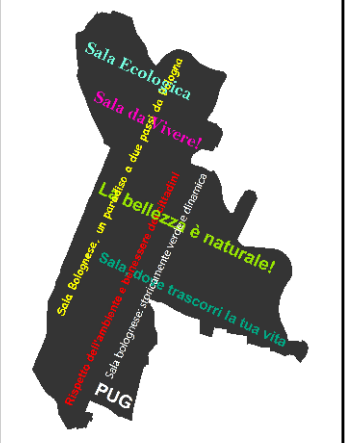 Sala Ecologica
Sala da Vivere!
Sala Bolognese, un paradiso a due passi da Bologna
La bellezza è naturale!
Rispetto dell'ambiente e benessere dei cittadini
Sala bolognese: storicamente verde e dinamica
Sala, dove trascorri la tua vita
PUG